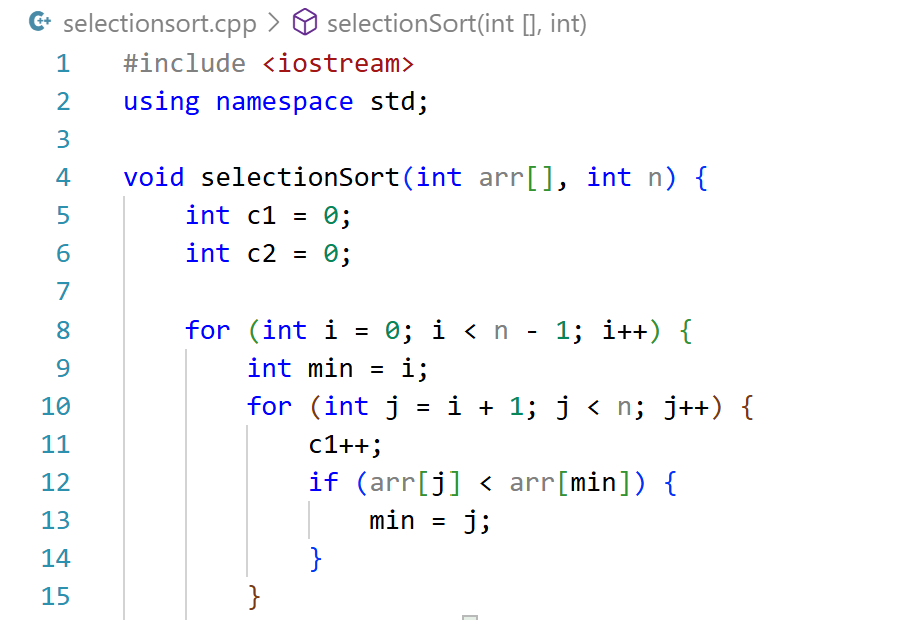 selectionsort.cpp > selectionSort(int [], int)
1 #include <iostream>
2 using namespace std;
3
4 void selectionSort(int arr[], int n) {
5     int c1 = 0;
6     int c2 = 0;
7
8     for (int i = 0; i < n - 1; i++) {
9         int min = i;
10         for (int j = i + 1; j < n; j++) {
11             c1++;
12             if (arr[j] < arr[min]) {
13                 min = j;
14             }
15         }